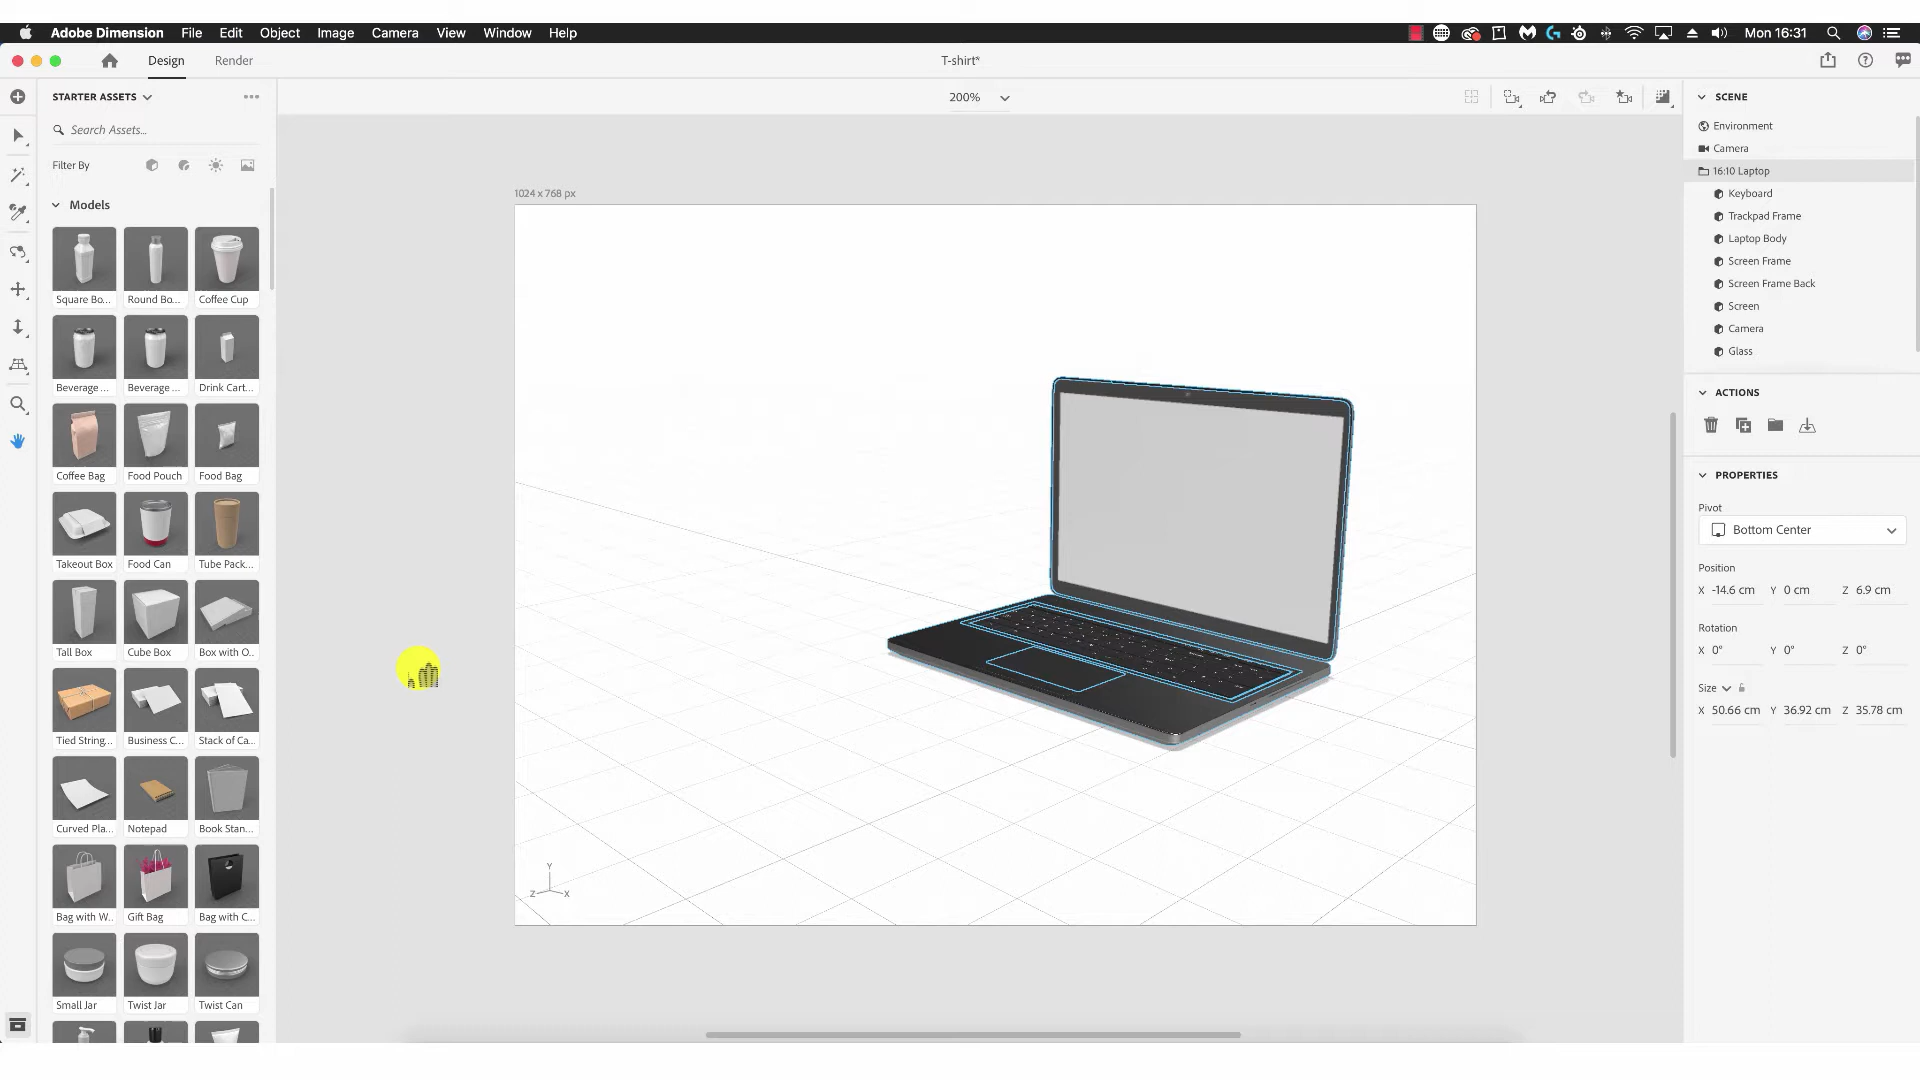 Adobe Dimension File Edit Object Image Camera View Window Help Mon 16:31
Design Render T-shirt*
STARTER ASSETS
200%
Search Assets...
Filter By
Models
Square Bo... Round Bo... Coffee Cup
Beverage ... Beverage ... Drink Cart...
Coffee Bag Food Pouch Food Bag
Takeout Box Food Can Tube Pack...
Tall Box Cube Box Box with O...
Tied String... Business C... Stack of Ca...
Curved Pla... Notepad Book Stan...
Bag with W... Gift Bag Bag with C...
Small Jar Twist Jar Twist Can
1024 x 768 px
Y
Z X
SCENE
Environment
Camera
16:10 Laptop
Keyboard
Trackpad Frame
Laptop Body
Screen Frame
Screen Frame Back
Screen
Camera
Glass
ACTIONS
PROPERTIES
Pivot
Bottom Center
Position
X -14.6 cm Y 0 cm Z 6.9 cm
Rotation
X 0° Y 0° Z 0°
Size
X 50.66 cm Y 36.92 cm Z 35.78 cm